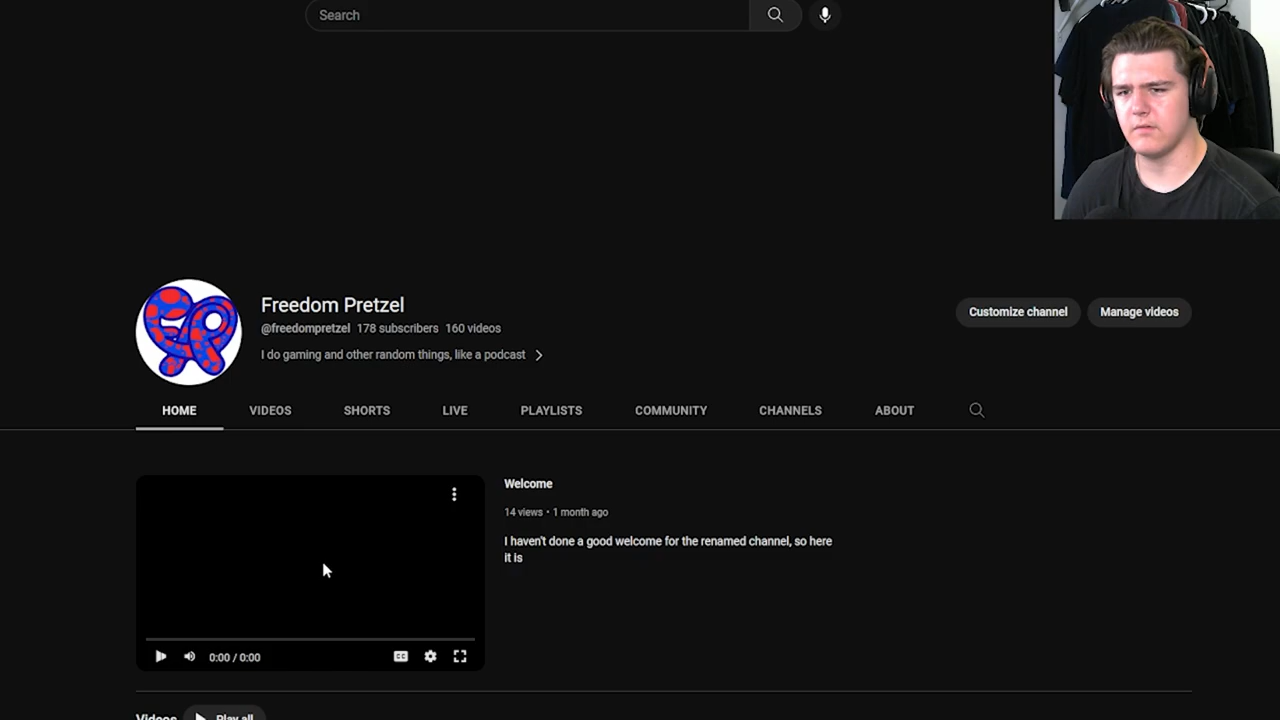 Search
Freedom Pretzel
@freedompretzel 178 subscribers 160 videos
I do gaming and other random things, like a podcast
Customize channel
Manage videos
HOME VIDEOS SHORTS LIVE PLAYLISTS COMMUNITY CHANNELS ABOUT
Welcome
14 views • 1 month ago
I haven't done a good welcome for the renamed channel, so here
it is
0:00 / 0:00
CC
Videos Play all